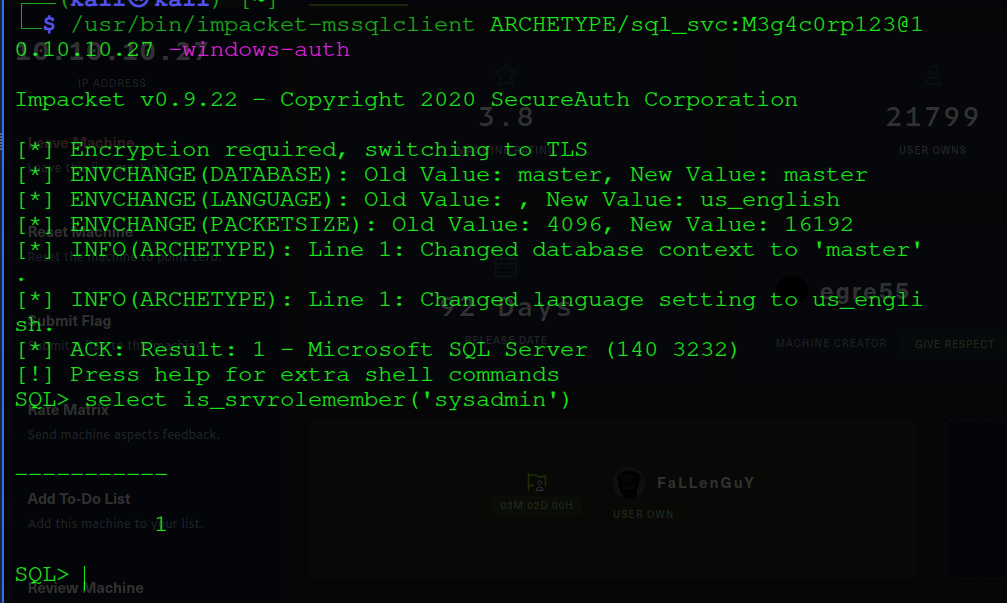 (kali㉿kali) [~]
$ /usr/bin/impacket-mssqlclient ARCHETYPE/sql_svc:M3g4c0rp123@1
0.10.10.27 -windows-auth
10.10.10.27
IP ADDRESS
Impacket v0.9.22 - Copyright 2020 SecureAuth Corporation
3.8
21799
USER OWNS
Leave Machine
[*] Encryption required, switching to TLS
[*] ENVCHANGE(DATABASE): Old Value: master, New Value: master
[*] ENVCHANGE(LANGUAGE): Old Value: , New Value: us_english
[*] ENVCHANGE(PACKETSIZE): Old Value: 4096, New Value: 16192
Reset Machine
[*] INFO(ARCHETYPE): Line 1: Changed database context to 'master'
.
Reset the machine to point zero.
[*] INFO(ARCHETYPE): Line 1: Changed language setting to us_engli
sh.
92 Days
RELEASE DATE
egre55
MACHINE CREATOR
GIVE RESPECT
Submit Flag
[*] ACK: Result: 1 - Microsoft SQL Server (140 3232)
[!] Press help for extra shell commands
SQL> select is_srvrolemember('sysadmin')
Rate Matrix
Send machine aspects feedback.
-----------
Add To-Do List
Add this machine to your list.
1
03M 02D 00H
FaLLenGuY
USER OWN
SQL>
Review Machine